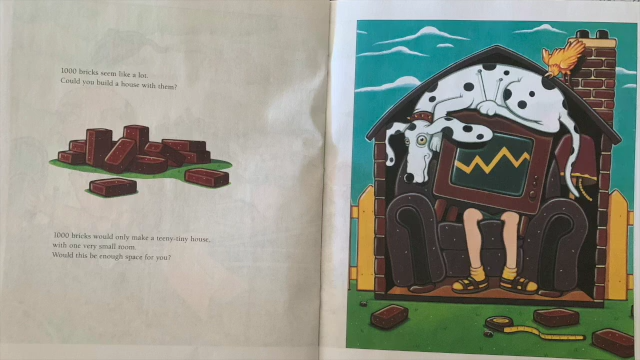 1000 bricks seem like a lot.
Could you build a house with them?
1000 bricks would only make a teeny-tiny house,
with one very small room.
Would this be enough space for you?